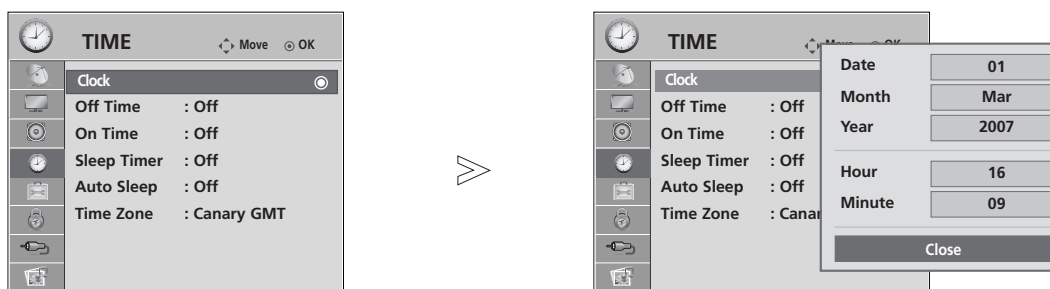 TIME Move OK
Clock
Off Time : Off
On Time : Off
Sleep Timer : Off
Auto Sleep : Off
Time Zone : Canary GMT
TIME Move OK
Clock
Off Time : Off
On Time : Off
Sleep Timer : Off
Auto Sleep : Off
Time Zone : Canar
Date 01
Month Mar
Year 2007
Hour 16
Minute 09
Close